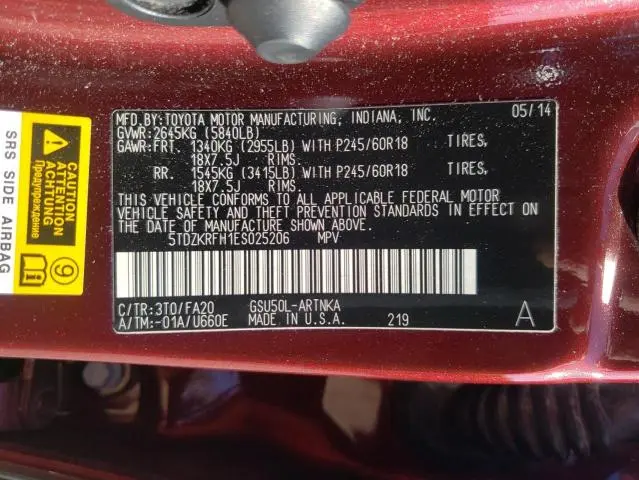 MFD.BY:TOYOTA MOTOR MANUFACTURING, INDIANA, INC. 05/14
GVWR:2645KG (5840LB)
GAWR:FRT. 1340KG (2955LB) WITH P245/60R18 TIRES,
18X7.5J RIMS.
RR. 1545KG (3415LB) WITH P245/60R18 TIRES,
18X7.5J RIMS.
THIS VEHICLE CONFORMS TO ALL APPLICABLE FEDERAL MOTOR
VEHICLE SAFETY AND THEFT PREVENTION STANDARDS IN EFFECT ON
THE DATE OF MANUFACTURE SHOWN ABOVE.
5TDZKRFH1ES025206 MPV
C/TR:3T0/FA20 GSU50L-ARTNKA
A/TM:-01A/U660E MADE IN U.S.A. 219 A
SRS SIDE AIRBAG
CAUTION
ATTENTION
Предупреждение
9